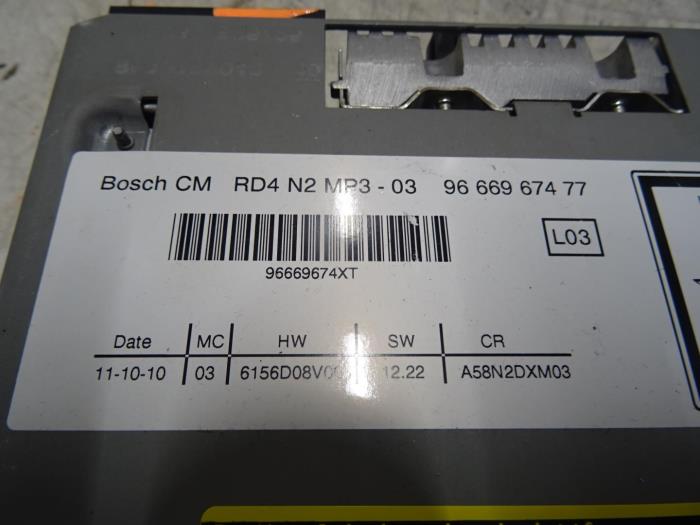 Bosch CM RD4 N2 MP3 - 03 96 669 674 77
L03
96669674XT
Date MC HW SW CR
11-10-10 03 12.22 A58N2DXM03